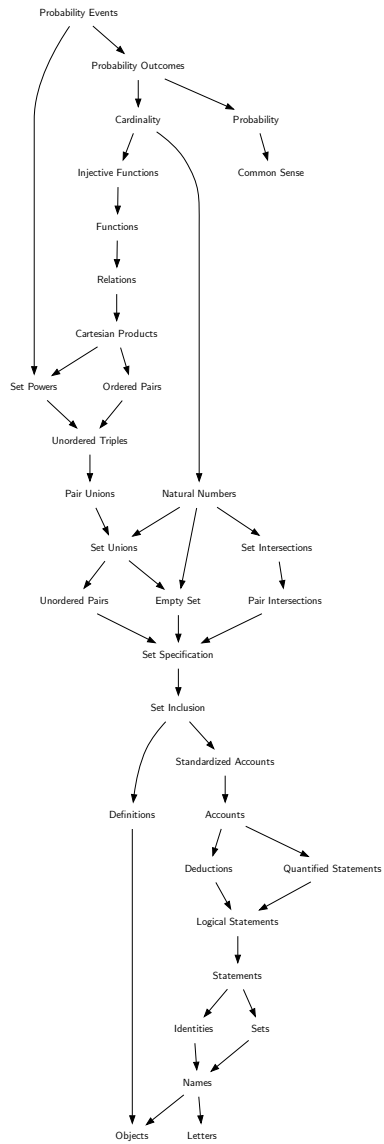 Probability Events
Probability Outcomes
Cardinality
Probability
Injective Functions
Common Sense
Functions
Relations
Cartesian Products
Set Powers
Ordered Pairs
Unordered Triples
Pair Unions
Natural Numbers
Set Unions
Set Intersections
Unordered Pairs
Empty Set
Pair Intersections
Set Specification
Set Inclusion
Standardized Accounts
Definitions
Accounts
Deductions
Quantified Statements
Logical Statements
Statements
Identities
Sets
Names
Objects
Letters